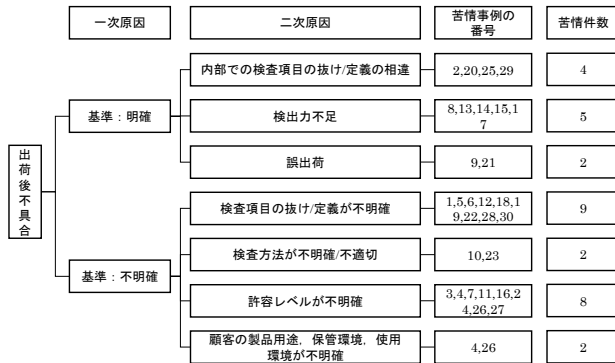 一次原因
二次原因
苦情事例の
番号
苦情件数
出荷後不具合
基準：明確
内部での検査項目の抜け/定義の相違
2,20,25,29
4
検出力不足
8,13,14,15,1
7
5
誤出荷
9,21
2
基準：不明確
検査項目の抜け/定義が不明確
1,5,6,12,18,1
9,22,28,30
9
検査方法が不明確/不適切
10,23
2
許容レベルが不明確
3,4,7,11,16,2
4,26,27
8
顧客の製品用途，保管環境，使用
環境が不明確
4,26
2